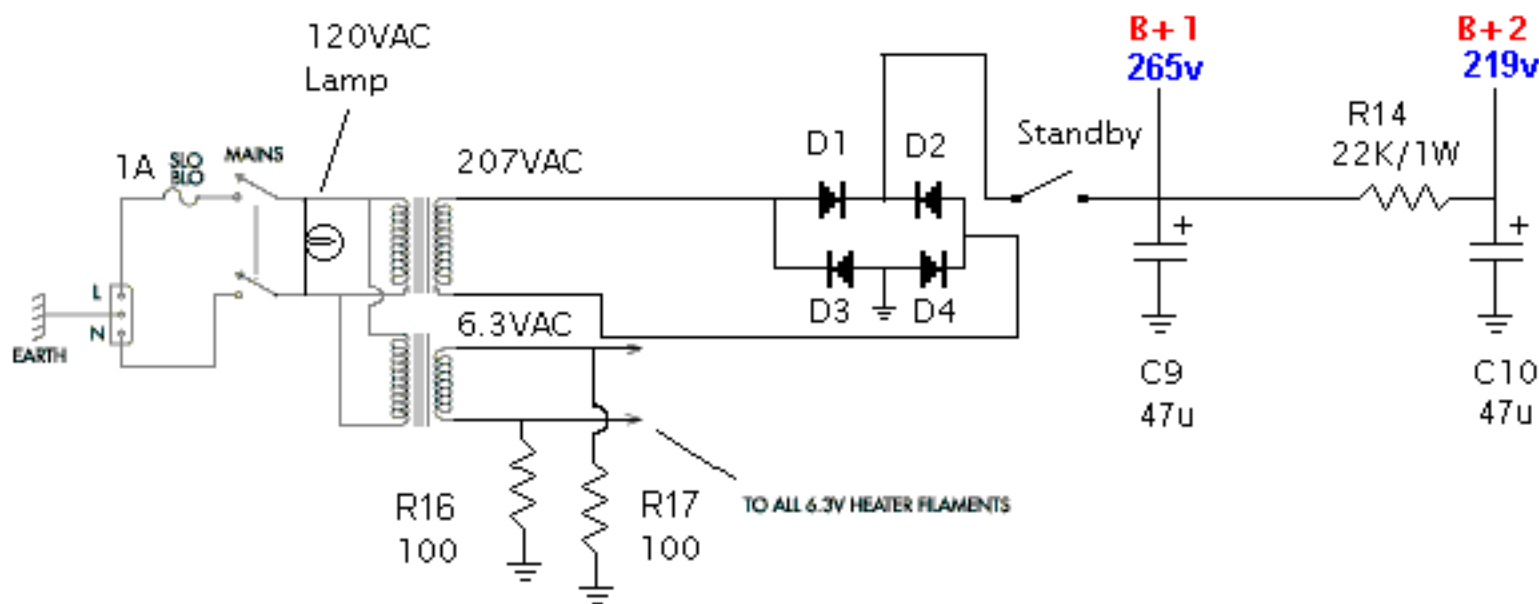 120VAC
Lamp
B+1
265v
B+2
219v
1A
SLO
BLO
MAINS
207VAC
D1
D2
Standby
R14
22K/1W
+
+
L
N
EARTH
6.3VAC
D3
D4
C9
47u
C10
47u
R16
100
R17
100
TO ALL 6.3V HEATER FILAMENTS